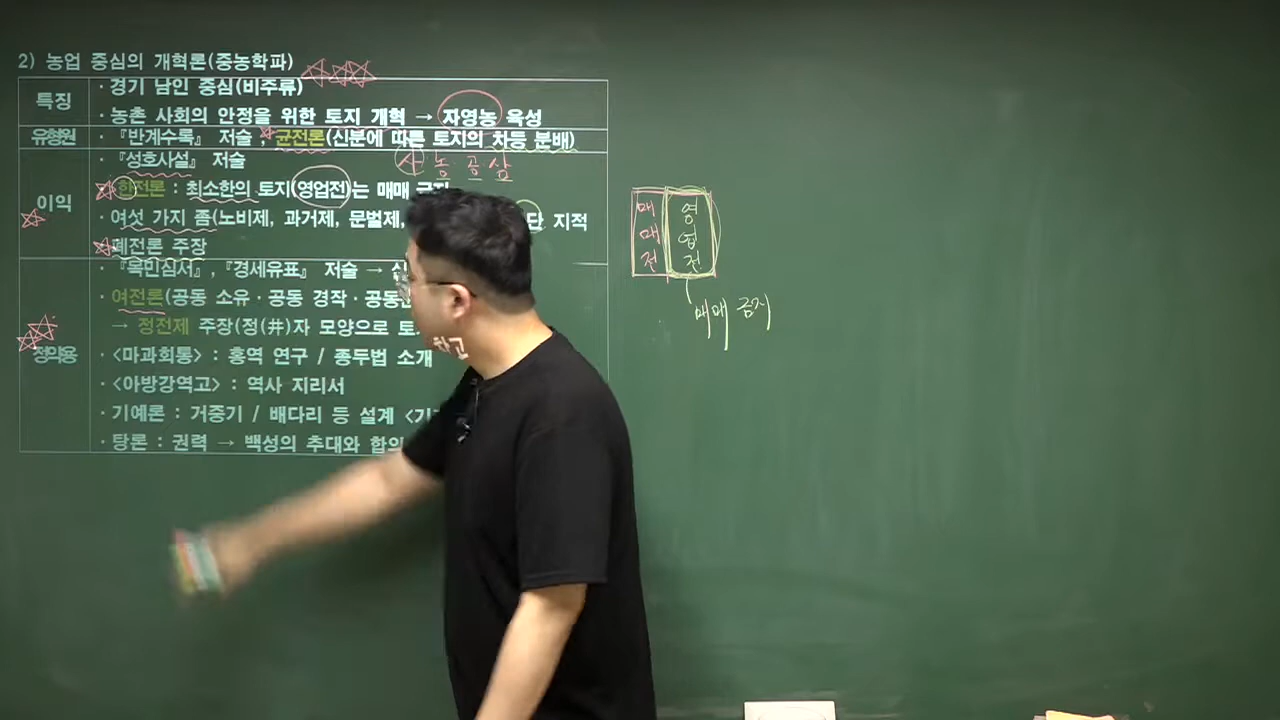 2) 농업 중심의 개혁론(중농학파)
특징
· 경기 남인 중심(비주류)
· 농촌 사회의 안정을 위한 토지 개혁 → 자영농 육성
유형원
· 『반계수록』 저술, 균전론(신분에 따른 토지의 차등 분배)
사 농 공 상
이익
· 『성호사설』 저술
한전론 : 최소한의 토지(영업전)는 매매
· 여섯 가지 좀(노비제, 과거제, 문벌제, 단 지적
폐전론 주장
정약용
· 『목민심서』, 『경세유표』 저술 →
· 여전론(공동 소유 · 공동 경작 · 공동
→ 정전제 주장(정(井)자 모양으로
· <마과회통> : 홍역 연구 / 종두법 소개
· <아방강역고> : 역사 지리서
· 기예론 : 거중기 / 배다리 등 설계
· 탕론 : 권력 → 백성의 추대와 합의
매매전
영업전
매매 금지